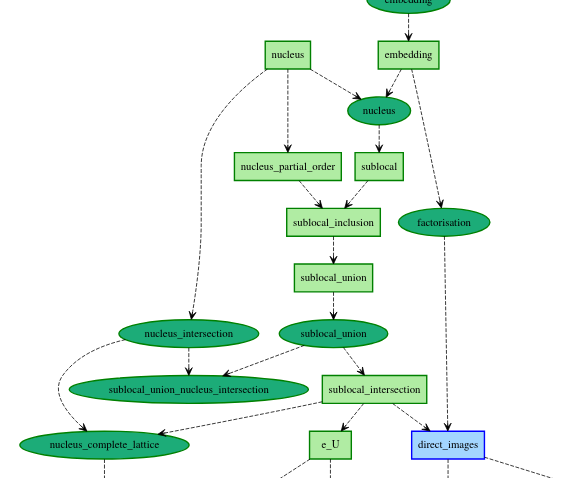 embedding
nucleus
embedding
nucleus
nucleus_partial_order
sublocal
sublocal_inclusion
factorisation
sublocal_union
nucleus_intersection
sublocal_union
sublocal_union_nucleus_intersection
sublocal_intersection
nucleus_complete_lattice
e_U
direct_images